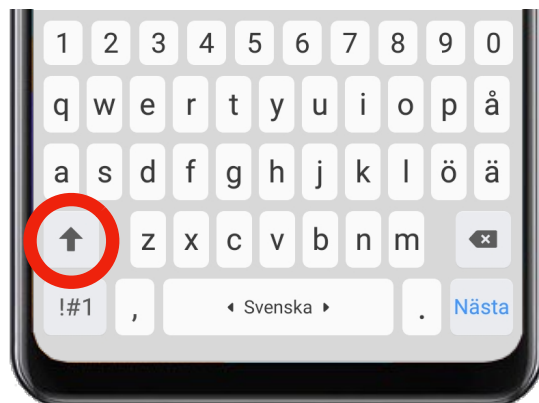 1 2 3 4 5 6 7 8 9 0
q w e r t y u i o p å
a s d f g h j k l ö ä
z x c v b n m
!#1 , Svenska . Nästa